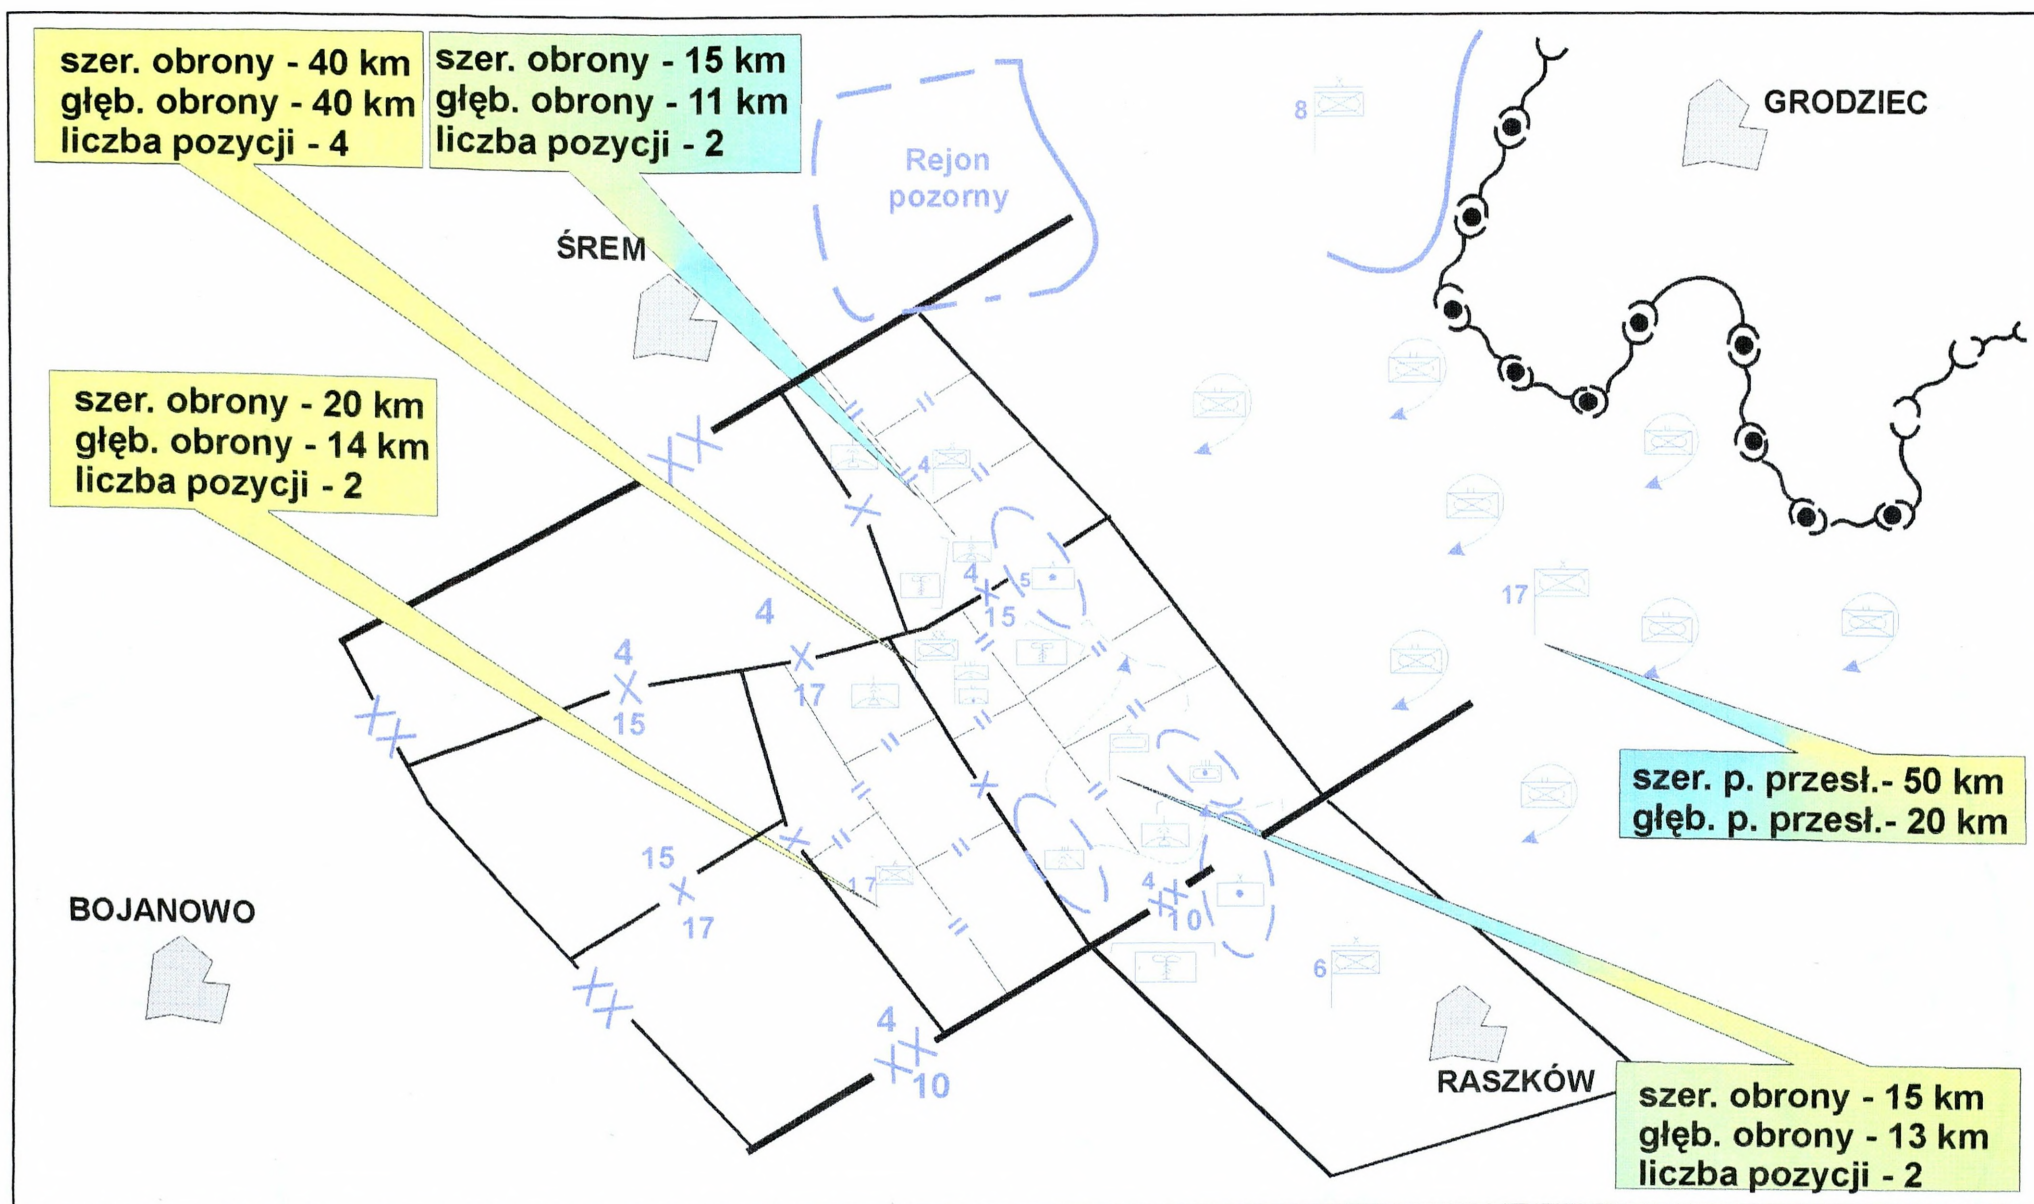 szer. obrony - 40 km
głęb. obrony - 40 km
liczba pozycji - 4
szer. obrony - 15 km
głęb. obrony - 11 km
liczba pozycji - 2
Rejon
pozorny
8
GRODZIEC
ŚREM
szer. obrony - 20 km
głęb. obrony - 14 km
liczba pozycji - 2
4
4
5
15
17
4
4
17
15
szer. p. przesł.- 50 km
głęb. p. przesł.- 20 km
15
17
17
4
10
BOJANOWO
6
4
10
RASZKÓW
szer. obrony - 15 km
głęb. obrony - 13 km
liczba pozycji - 2